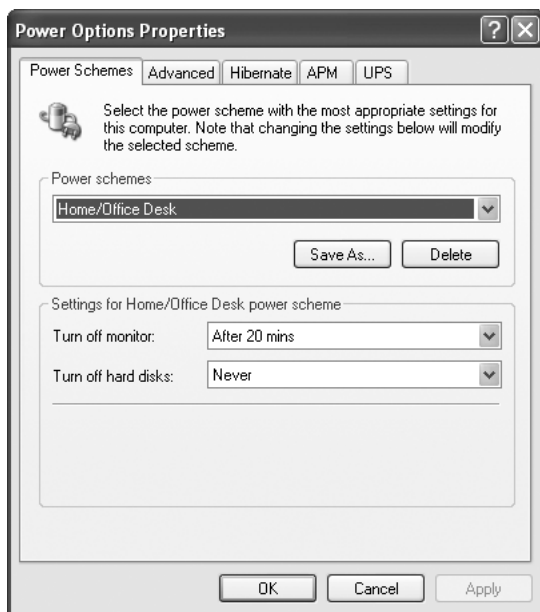 Power Options Properties
Power Schemes Advanced Hibernate APM UPS
Select the power scheme with the most appropriate settings for
this computer. Note that changing the settings below will modify
the selected scheme.
Power schemes
Home/Office Desk
Save As... Delete
Settings for Home/Office Desk power scheme
Turn off monitor: After 20 mins
Turn off hard disks: Never
OK Cancel Apply